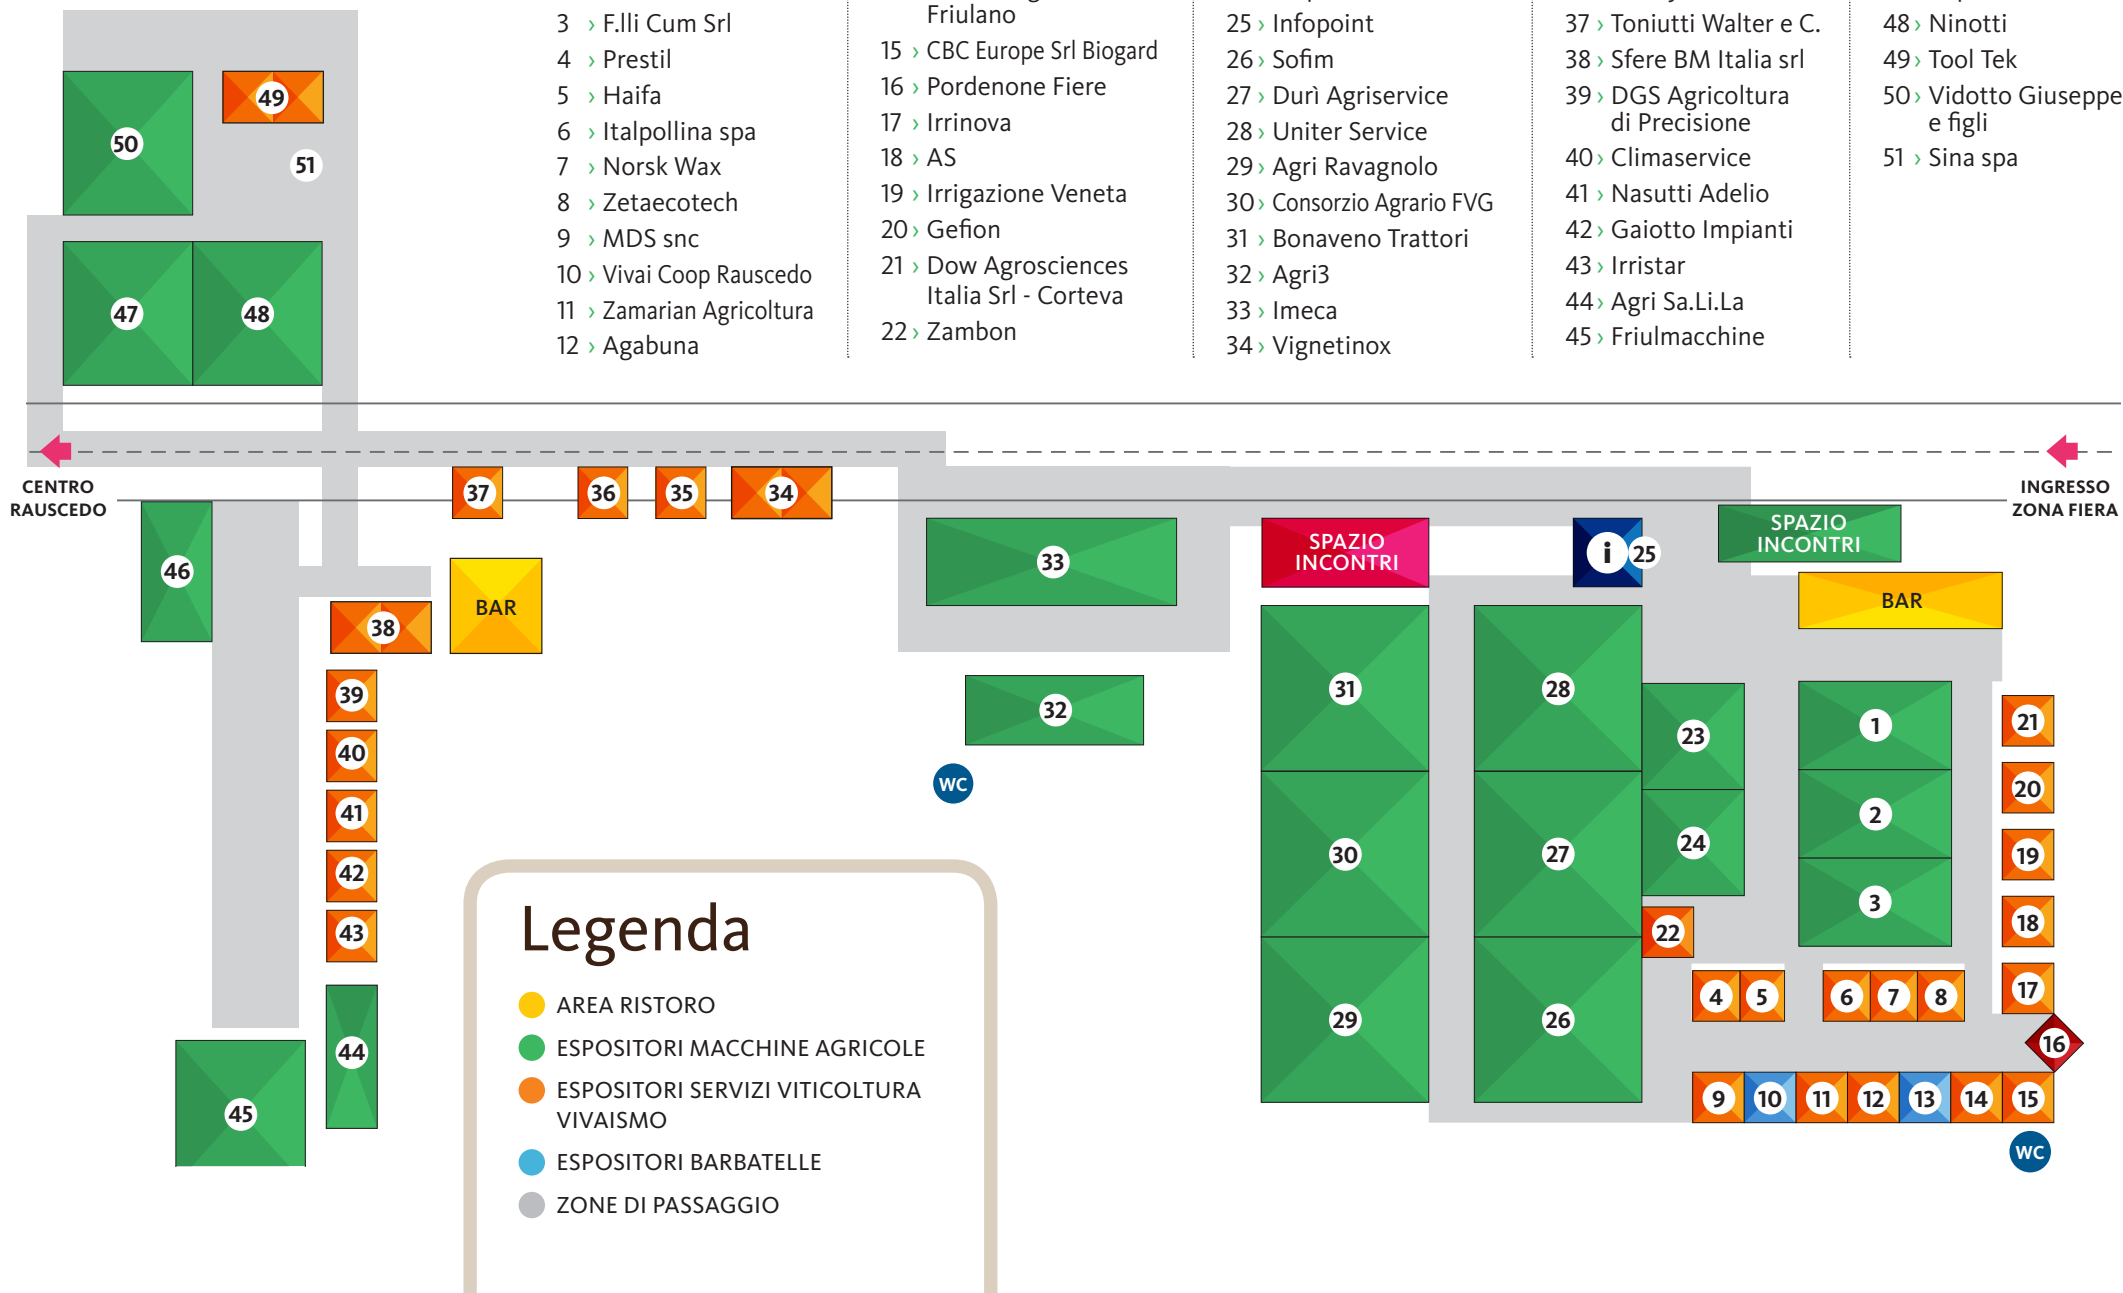 3 › F.lli Cum Srl
4 › Prestil
5 › Haifa
6 › Italpollina spa
7 › Norsk Wax
8 › Zetaecotech
9 › MDS snc
10 › Vivai Coop Rauscedo
11 › Zamarian Agricoltura
12 › Agabuna
Friulano
15 › CBC Europe Srl Biogard
16 › Pordenone Fiere
17 › Irrinova
18 › AS
19 › Irrigazione Veneta
20 › Gefion
21 › Dow Agrosciences
Italia Srl - Corteva
22 › Zambon
25 › Infopoint
26 › Sofim
27 › Durì Agriservice
28 › Uniter Service
29 › Agri Ravagnolo
30 › Consorzio Agrario FVG
31 › Bonaveno Trattori
32 › Agri3
33 › Imeca
34 › Vignetinox
37 › Toniutti Walter e C.
38 › Sfere BM Italia srl
39 › DGS Agricoltura
di Precisione
40 › Climaservice
41 › Nasutti Adelio
42 › Gaiotto Impianti
43 › Irristar
44 › Agri Sa.Li.La
45 › Friulmacchine
48 › Ninotti
49 › Tool Tek
50 › Vidotto Giuseppe
e figli
51 › Sina spa
49
50
51
47
48
CENTRO
RAUSCEDO
INGRESSO
ZONA FIERA
37
36
35
34
46
BAR
38
39
40
41
42
43
44
45
33
32
WC
SPAZIO
INCONTRI
i
25
SPAZIO
INCONTRI
BAR
31
30
29
28
27
26
23
24
22
1
2
3
21
20
19
18
17
16
4
5
6
7
8
9
10
11
12
13
14
15
WC
Legenda
AREA RISTORO
ESPOSITORI MACCHINE AGRICOLE
ESPOSITORI SERVIZI VITICOLTURA
VIVAISMO
ESPOSITORI BARBATELLE
ZONE DI PASSAGGIO